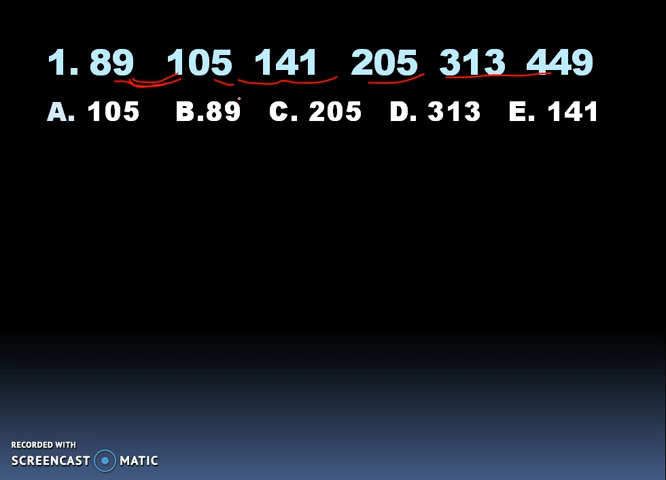 1. 89 105 141 205 313 449
A. 105 B.89 C. 205 D. 313 E. 141
RECORDED WITH
SCREENCAST MATIC